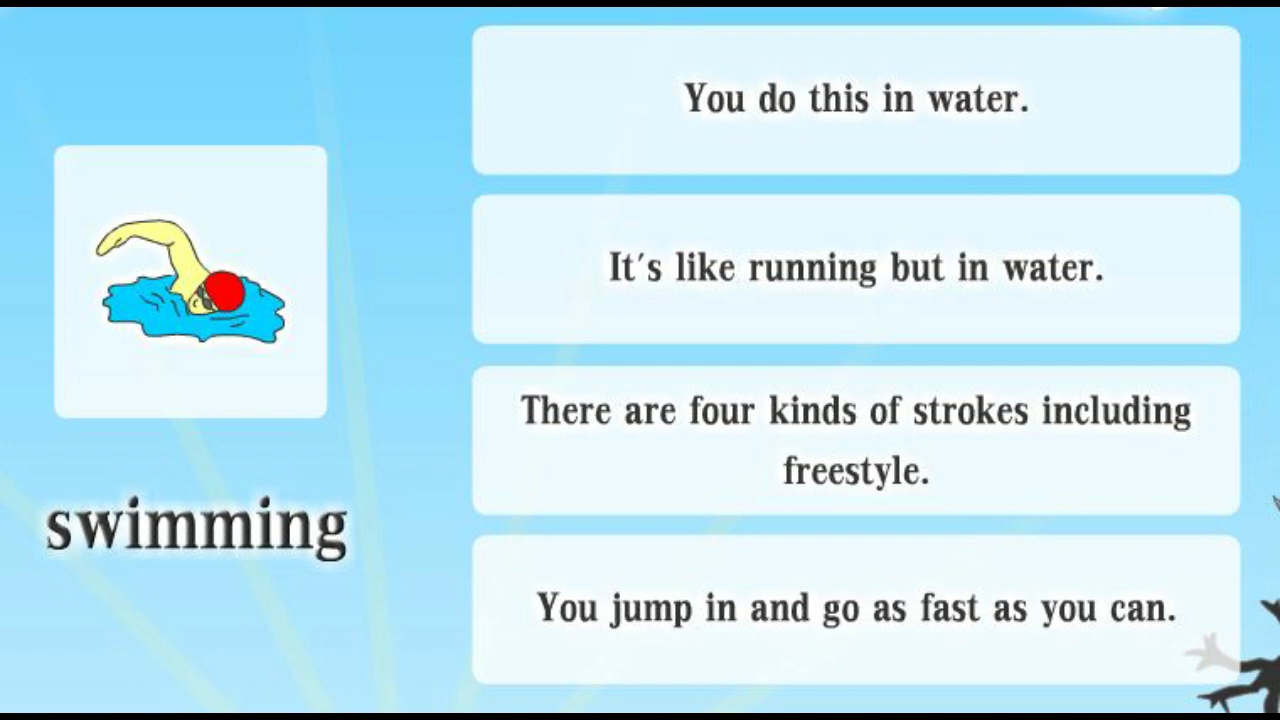 You do this in water.
It's like running but in water.
There are four kinds of strokes including
freestyle.
swimming
You jump in and go as fast as you can.